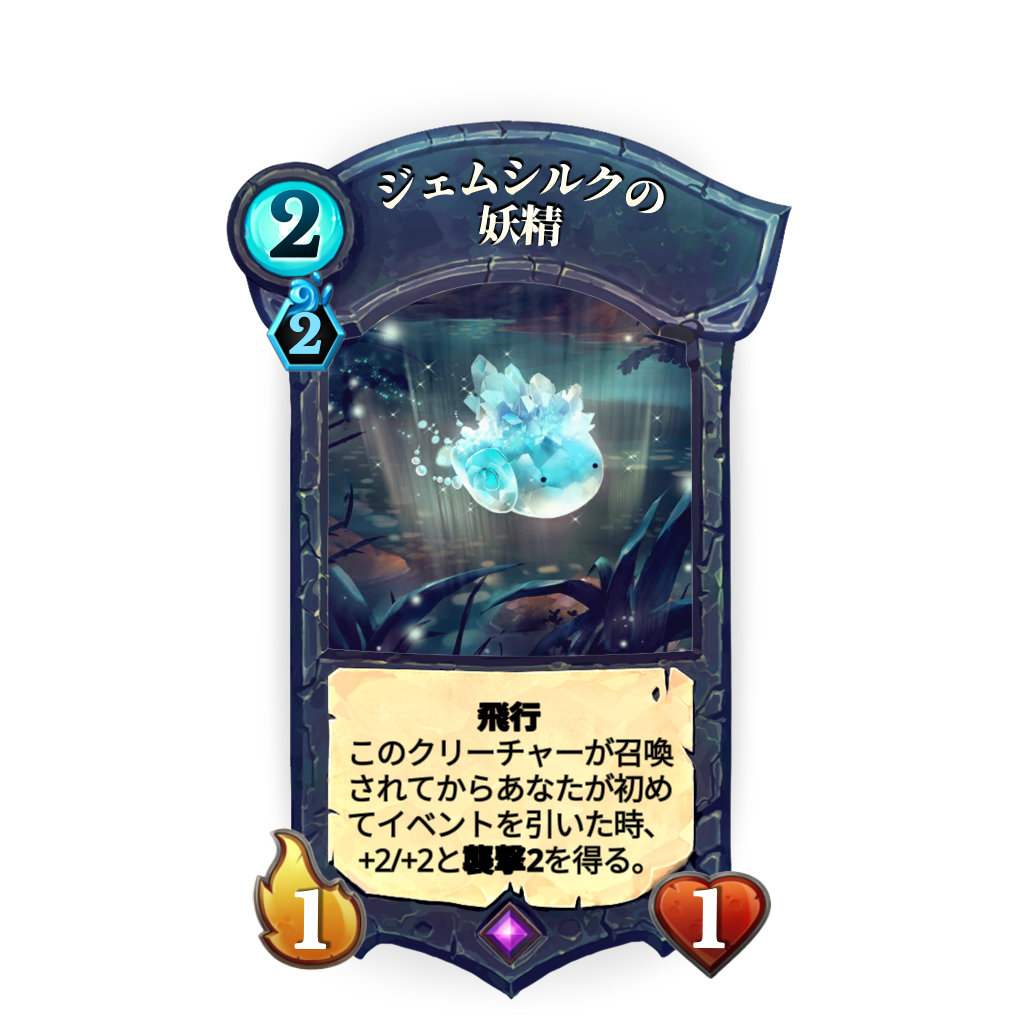 2
ジェムシルクの
妖精
2
飛行
このクリーチャーが召喚
されてからあなたが初め
てイベントを引いた時、
+2/+2と襲撃2を得る。
1
1